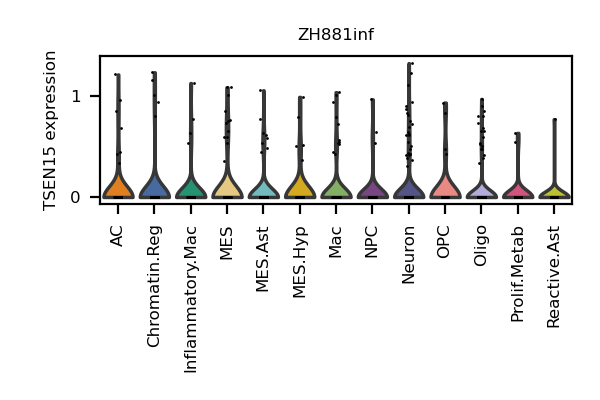 ZH881inf
TSEN15 expression
1
0
AC
Chromatin.Reg
Inflammatory.Mac
MES
MES.Ast
MES.Hyp
Mac
NPC
Neuron
OPC
Oligo
Prolif.Metab
Reactive.Ast